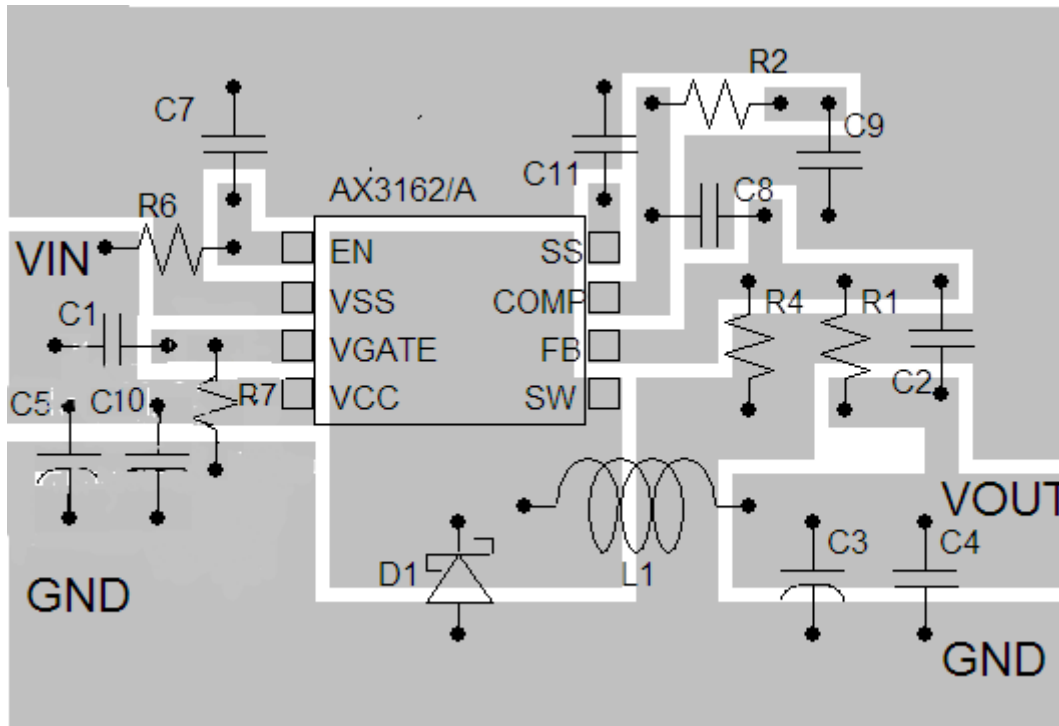 R2
C7
C9
C11
AX3162/A
C8
R6
VIN
EN
SS
VSS
COMP
C1
R4
R1
VGATE
FB
C5
C10
R7
VCC
SW
C2
VOUT
D1
L1
C3
C4
GND
GND